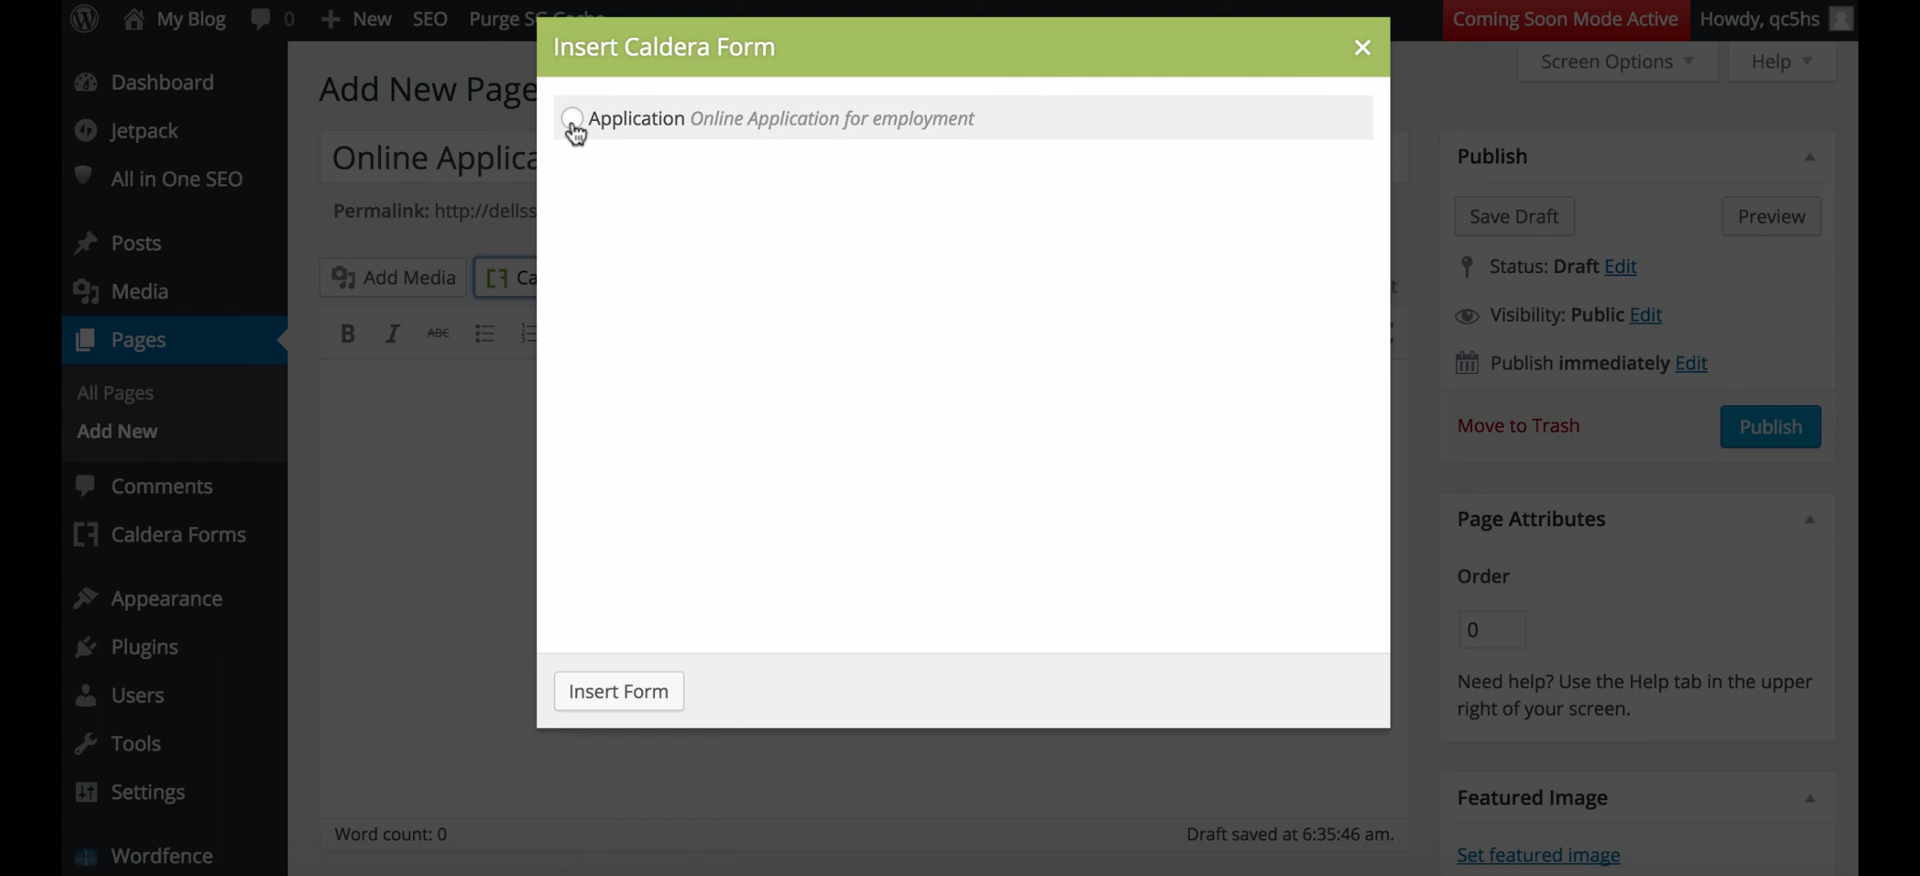 My Blog 0 New SEO Purge SG Cache
Coming Soon Mode Active Howdy, qc5hs
Dashboard
Jetpack
All in One SEO
Posts
Media
Pages
All Pages
Add New
Comments
Caldera Forms
Appearance
Plugins
Users
Tools
Settings
Wordfence
Screen Options Help
Add New Page
Online Applica
Permalink: http://dellss
Add Media Ca
B I ABC
Word count: 0
Draft saved at 6:35:46 am.
Insert Caldera Form
Application Online Application for employment
Insert Form
Publish
Save Draft Preview
Status: Draft Edit
Visibility: Public Edit
Publish immediately Edit
Move to Trash Publish
Page Attributes
Order
0
Need help? Use the Help tab in the upper
right of your screen.
Featured Image
Set featured image